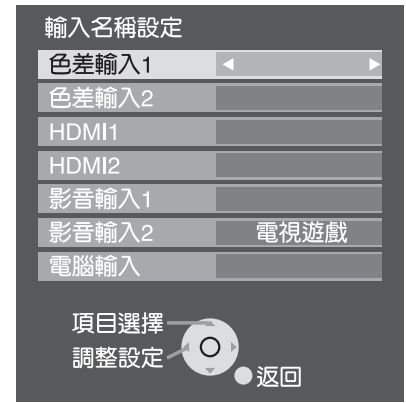 輸入名稱設定
色差輸入1
色差輸入2
HDMI1
HDMI2
影音輸入1
影音輸入2 電視遊戲
電腦輸入
項目選擇
調整設定
返回